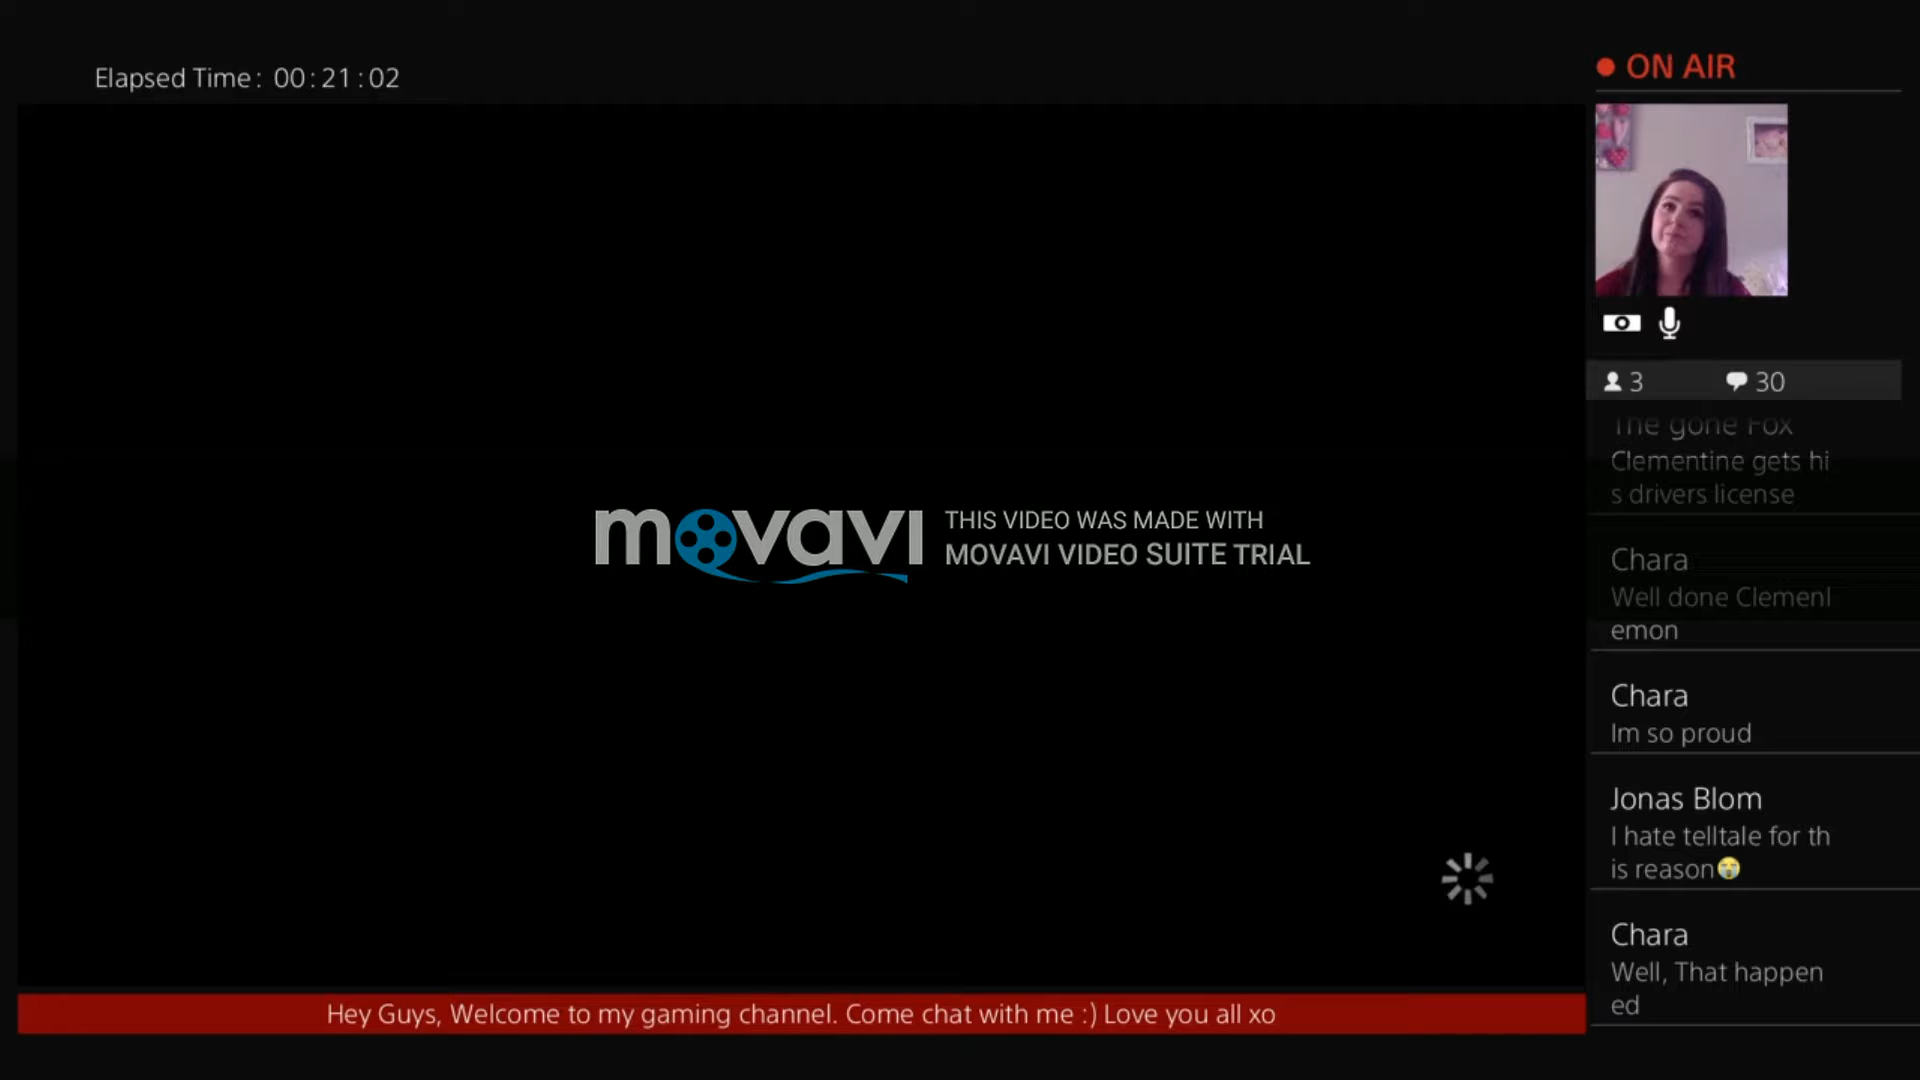 Elapsed Time: 00:21:02
ON AIR
3 30
The gone Fox
Clementine gets hi
s drivers license
Chara
Well done Clemenl
emon
Chara
Im so proud
Jonas Blom
I hate telltale for th
is reason😭
Chara
Well, That happen
ed
movavi
THIS VIDEO WAS MADE WITH
MOVAVI VIDEO SUITE TRIAL
Hey Guys, Welcome to my gaming channel. Come chat with me :) Love you all xo